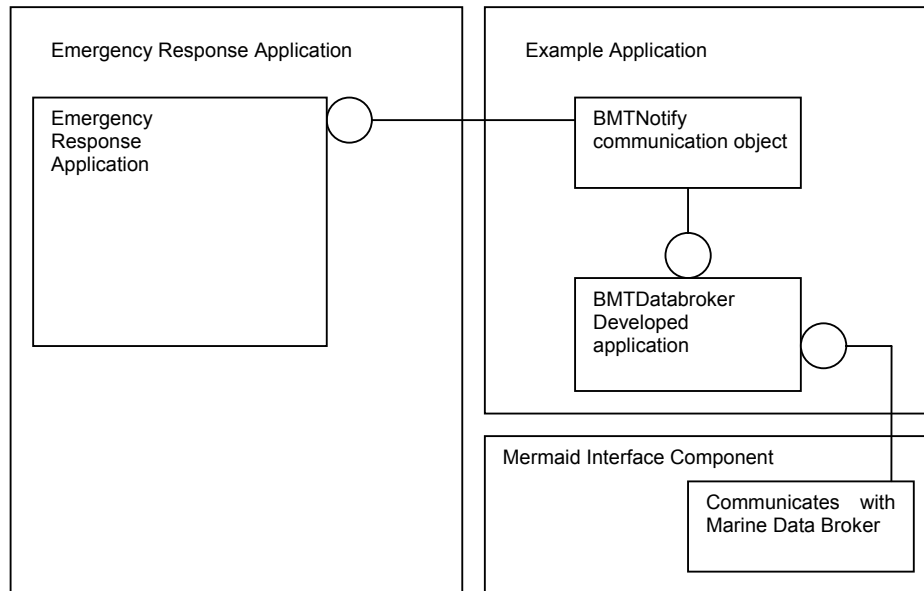 Emergency Response Application
Emergency
Response
Application
Example Application
BMTNotify
communication object
BMTDatabroker
Developed
application
Mermaid Interface Component
Communicates with
Marine Data Broker